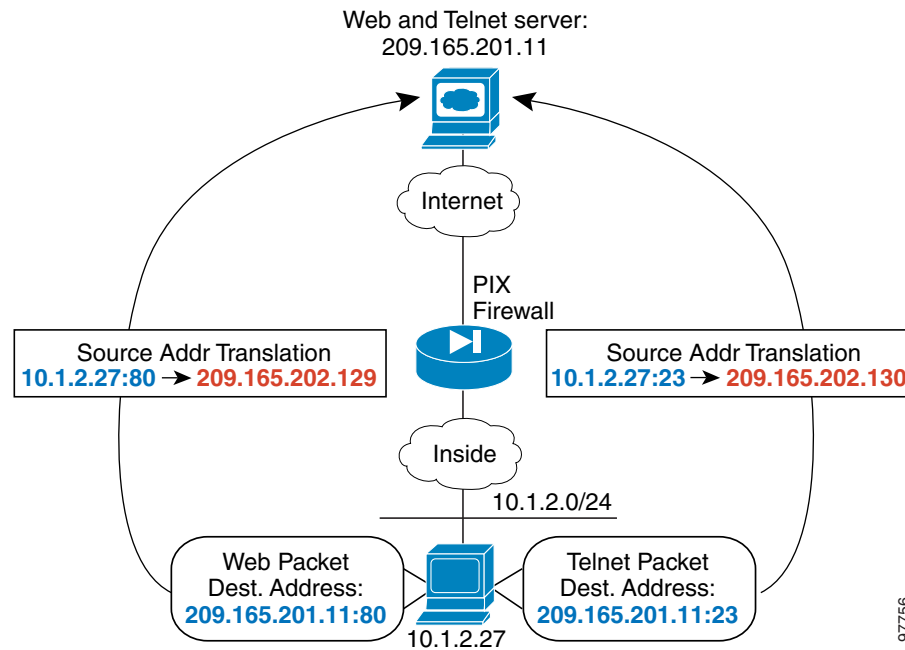 Web and Telnet server:
209.165.201.11
Internet
PIX
Firewall
Source Addr Translation
10.1.2.27:80 → 209.165.202.129
Source Addr Translation
10.1.2.27:23 → 209.165.202.130
Inside
10.1.2.0/24
Web Packet
Dest. Address:
209.165.201.11:80
Telnet Packet
Dest. Address:
209.165.201.11:23
10.1.2.27
97756